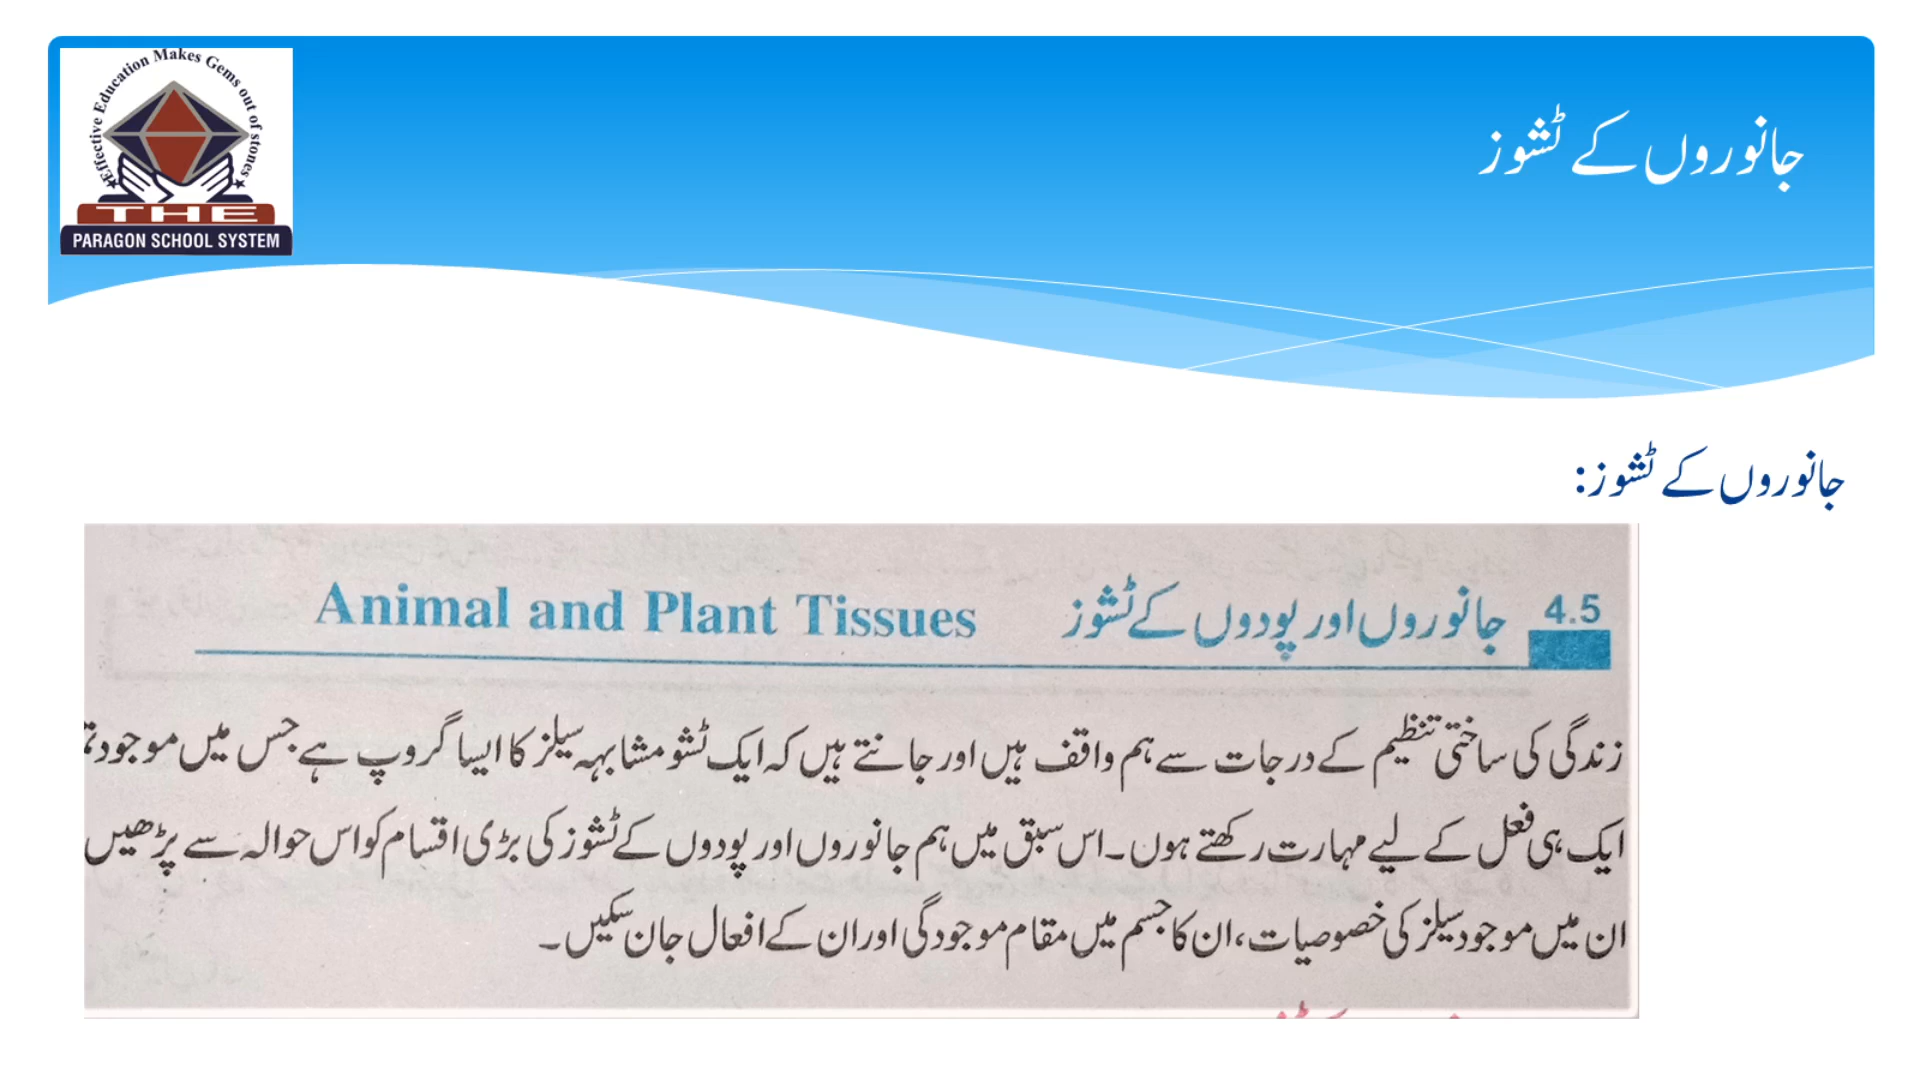 Effective Education Makes Gems out of stones
THE
PARAGON SCHOOL SYSTEM
جانوروں کے ٹشوز
جانوروں کے ٹشوز:
4.5 جانوروں اور پودوں کے ٹشوز Animal and Plant Tissues
زندگی کی ساختی تنظیم کے درجات سے ہم واقف ہیں اور جانتے ہیں کہ ایک ٹشو مشابہہ سیلز کا ایسا گروپ ہے جس میں موجود
ایک ہی فعل کے لیے مہارت رکھتے ہوں۔ اس سبق میں ہم جانوروں اور پودوں کے ٹشوز کی بڑی اقسام کو اس حوالہ سے پڑھیں
ان میں موجود سیلز کی خصوصیات، ان کا جسم میں مقام موجودگی اور ان کے افعال جان سکیں۔